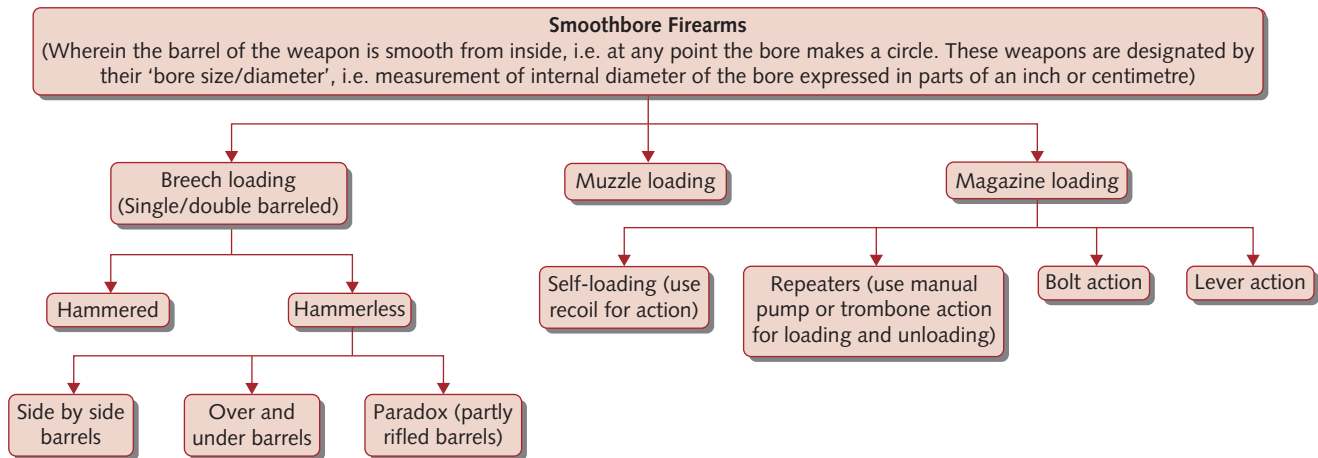 Smoothbore Firearms
(Wherein the barrel of the weapon is smooth from inside, i.e. at any point the bore makes a circle. These weapons are designated by
their ‘bore size/diameter’, i.e. measurement of internal diameter of the bore expressed in parts of an inch or centimetre)
Breech loading
(Single/double barreled)
Muzzle loading
Magazine loading
Hammered
Hammerless
Self-loading (use
recoil for action)
Repeaters (use manual
pump or trombone action
for loading and unloading)
Bolt action
Lever action
Side by side
barrels
Over and
under barrels
Paradox (partly
rifled barrels)